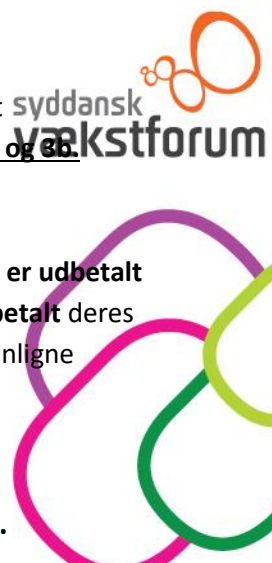 t syddansk
og 3b.
vækstforum
er udbetalt
betalt deres
nligne
.